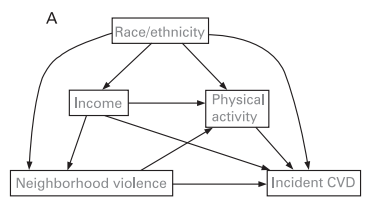 A
Race/ethnicity
Income
Physical
activity
Neighborhood violence
Incident CVD